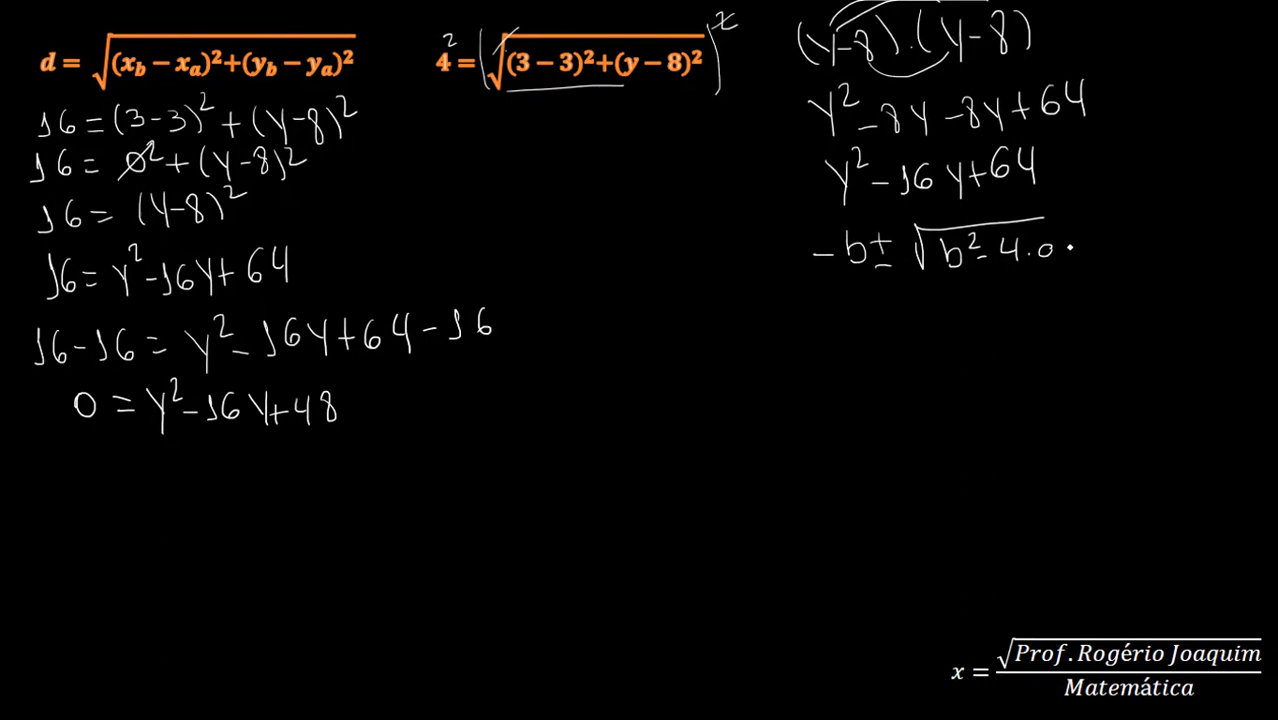 d = √(x_b − x_a)²+(y_b − y_a)²
16 = (3-3)² + (y-8)²
16 = 0² + (y-8)²
16 = (y-8)²
16 = y² - 16y + 64
16 - 16 = y² - 16y + 64 - 16
0 = y² - 16y + 48
4² = (√(3 − 3)²+(y − 8)²)²
(y-8).(y-8)
y² - 8y - 8y + 64
y² - 16y + 64
-b ± √b² - 4.a.
x = √Prof.Rogério Joaquim
Matemática